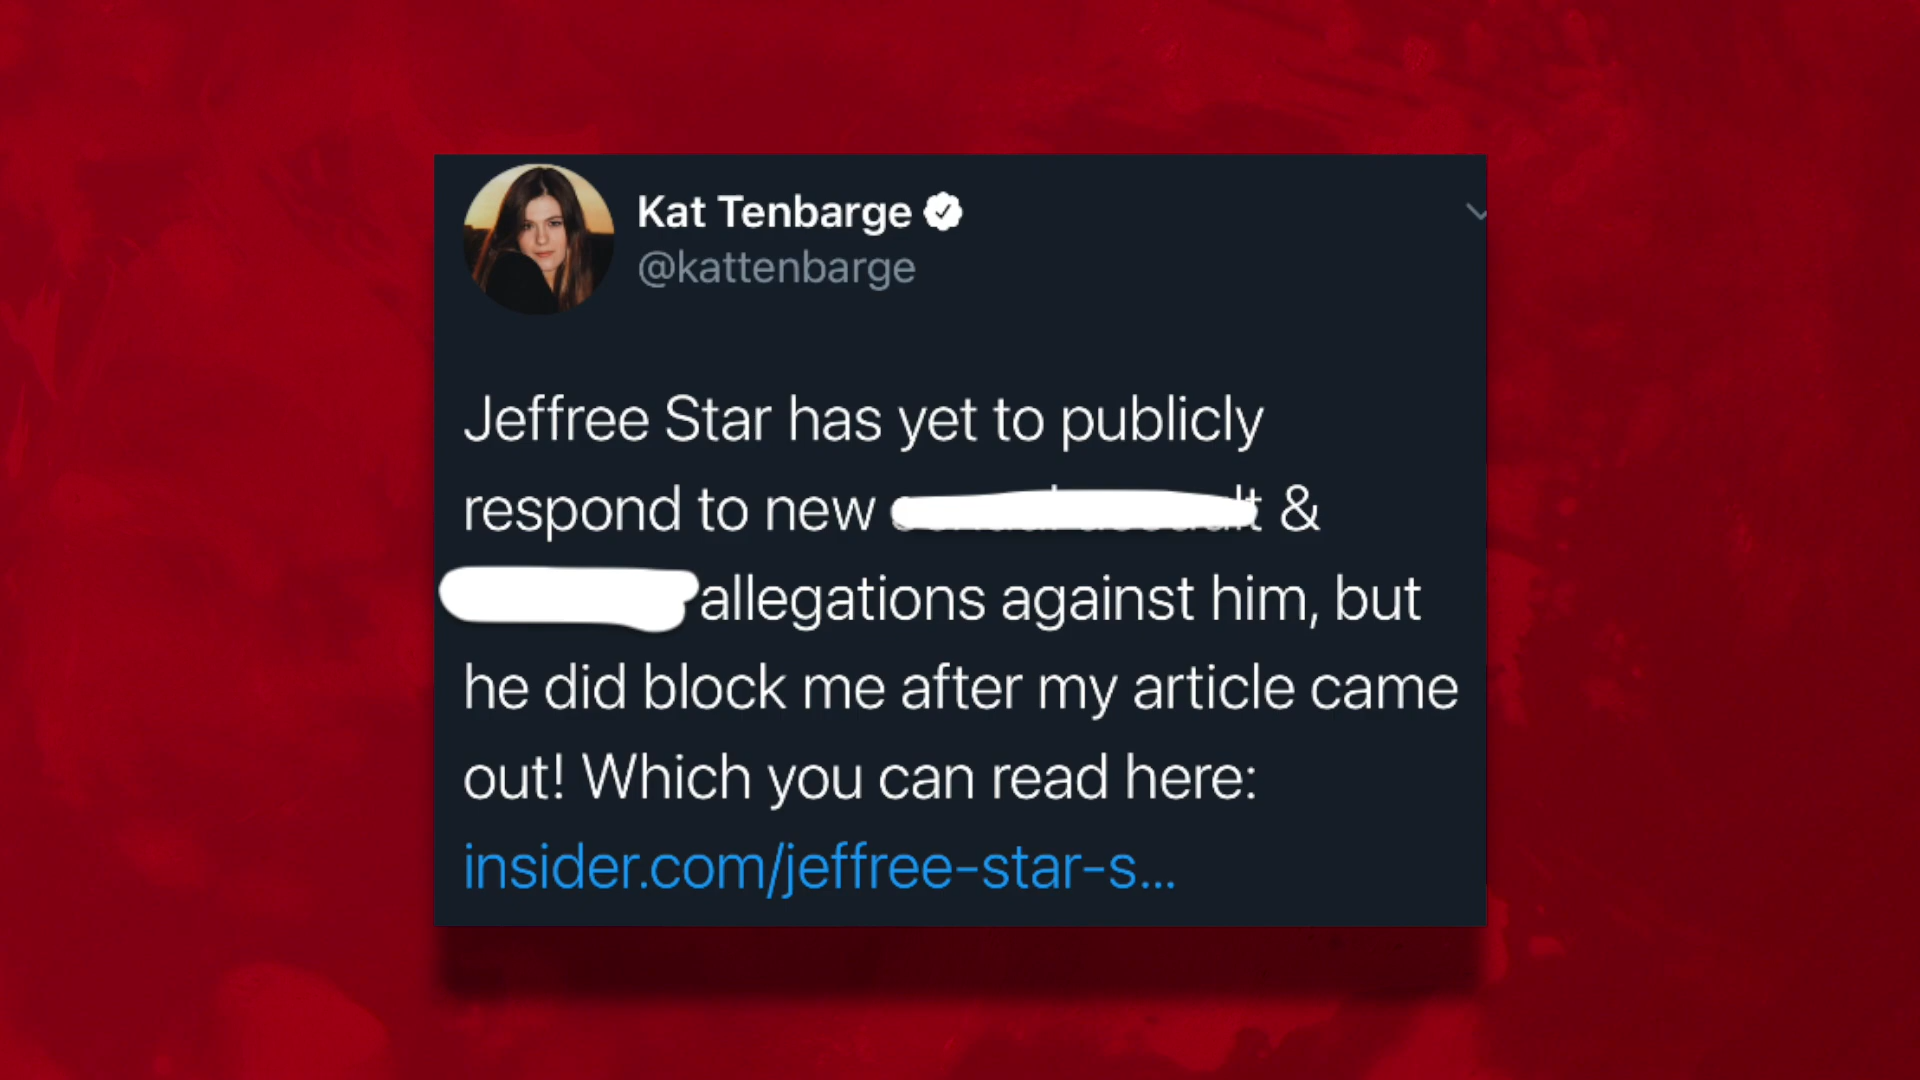 Kat Tenbarge
@kattenbarge
Jeffree Star has yet to publicly
respond to new &
allegations against him, but
he did block me after my article came
out! Which you can read here:
insider.com/jeffree-star-s...